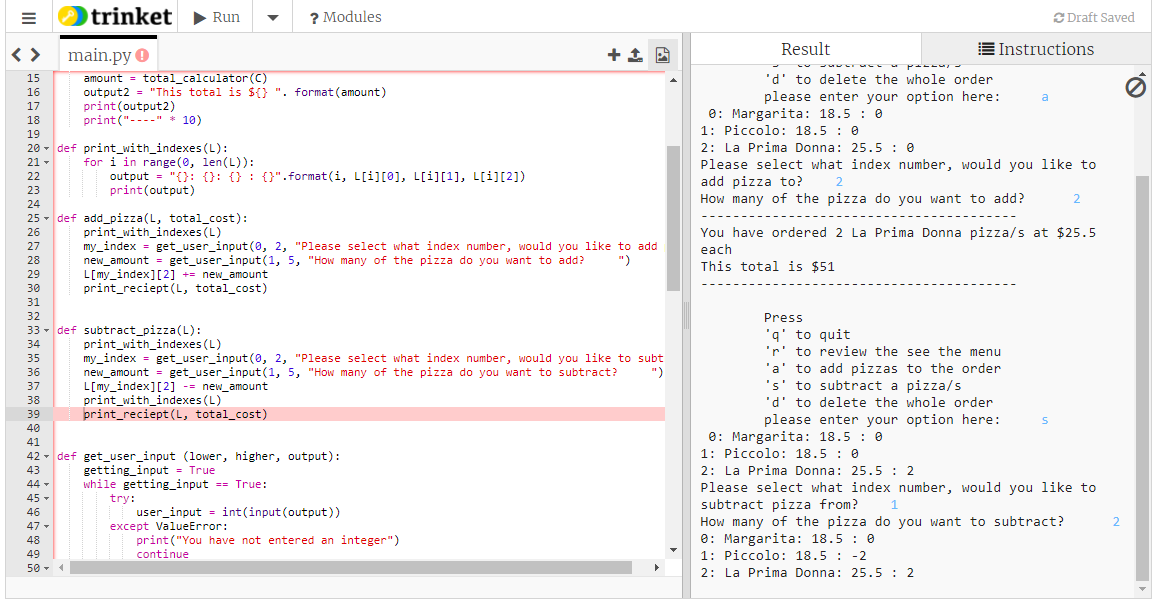 trinket Run ? Modules Draft Saved
main.py Result Instructions
15 amount = total_calculator(C)
16 output2 = "This total is ${} ". format(amount)
17 print(output2)
18 print("----" * 10)
19
20 def print_with_indexes(L):
21 for i in range(0, len(L)):
22 output = "{}: {}: {} : {}".format(i, L[i][0], L[i][1], L[i][2])
23 print(output)
24
25 def add_pizza(L, total_cost):
26 print_with_indexes(L)
27 my_index = get_user_input(0, 2, "Please select what index number, would you like to add
28 new_amount = get_user_input(1, 5, "How many of the pizza do you want to add? ")
29 L[my_index][2] += new_amount
30 print_reciept(L, total_cost)
31
32
33 def subtract_pizza(L):
34 print_with_indexes(L)
35 my_index = get_user_input(0, 2, "Please select what index number, would you like to subt
36 new_amount = get_user_input(1, 5, "How many of the pizza do you want to subtract? ")
37 L[my_index][2] -= new_amount
38 print_with_indexes(L)
39 print_reciept(L, total_cost)
40
41
42 def get_user_input (lower, higher, output):
43 getting_input = True
44 while getting_input == True:
45 try:
46 user_input = int(input(output))
47 except ValueError:
48 print("You have not entered an integer")
49 continue
50
's' to subtract a pizza/s
'd' to delete the whole order
please enter your option here: a
0: Margarita: 18.5 : 0
1: Piccolo: 18.5 : 0
2: La Prima Donna: 25.5 : 0
Please select what index number, would you like to
add pizza to? 2
How many of the pizza do you want to add? 2
---------------------------------------
You have ordered 2 La Prima Donna pizza/s at $25.5
each
This total is $51
---------------------------------------
Press
'q' to quit
'r' to review the see the menu
'a' to add pizzas to the order
's' to subtract a pizza/s
'd' to delete the whole order
please enter your option here: s
0: Margarita: 18.5 : 0
1: Piccolo: 18.5 : 0
2: La Prima Donna: 25.5 : 2
Please select what index number, would you like to
subtract pizza from? 1
How many of the pizza do you want to subtract? 2
0: Margarita: 18.5 : 0
1: Piccolo: 18.5 : -2
2: La Prima Donna: 25.5 : 2